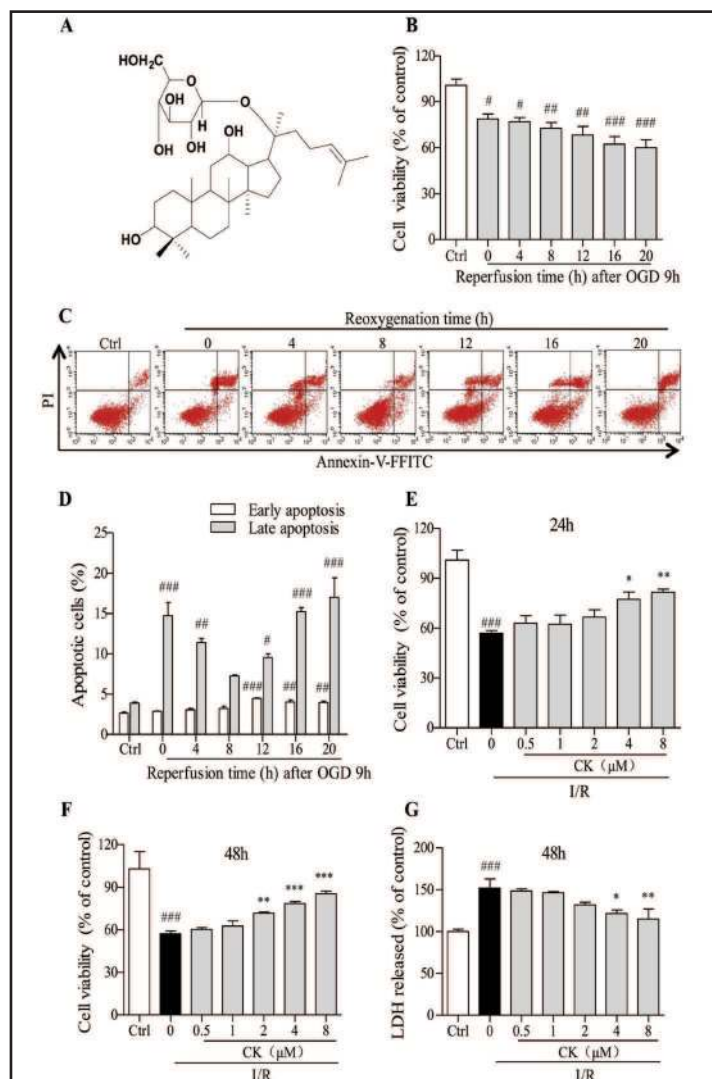 A
HOH₂C
O
OH
OH
OH
H
O
OH
HO
B
Cell viability (% of control)
120
90
60
30
0
# # ## ## ### ###
Ctrl 0 4 8 12 16 20
Reperfusion time (h) after OGD 9h
C
Reoxygenation time (h)
Ctrl 0 4 8 12 16 20
PI
Annexin-V-FFITC
D
Early apoptosis
Late apoptosis
Apoptotic cells (%)
25
20
15
10
5
0
### ## # ### ###
### ## ##
Ctrl 0 4 8 12 16 20
Reperfusion time (h) after OGD 9h
E
24h
Cell viability (% of control)
120
90
60
30
0
### * **
Ctrl 0 0.5 1 2 4 8
CK (μM)
I/R
F
48h
Cell viability (% of control)
120
90
60
30
0
### ** *** ***
Ctrl 0 0.5 1 2 4 8
CK (μM)
I/R
G
48h
LDH released (% of control)
200
150
100
50
0
### * **
Ctrl 0 0.5 1 2 4 8
CK (μM)
I/R